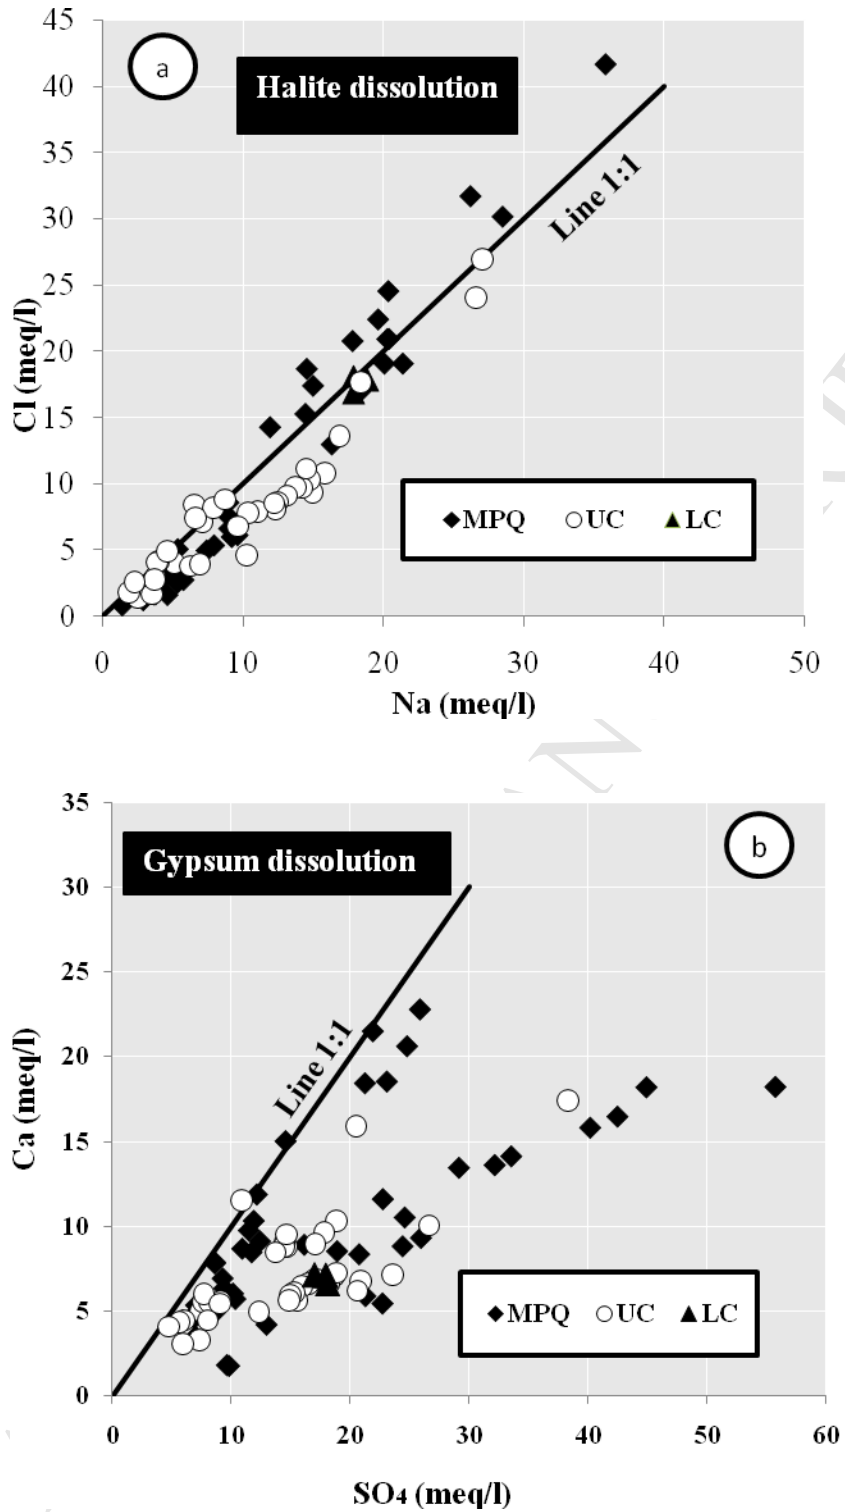 a
Halite dissolution
Line 1:1
45
40
35
30
25
20
15
10
5
0
Cl (meq/l)
MPQ UC LC
0 10 20 30 40 50
Na (meq/l)
b
Gypsum dissolution
Line 1:1
35
30
25
20
15
10
5
0
Ca (meq/l)
MPQ UC LC
0 10 20 30 40 50 60
SO₄ (meq/l)